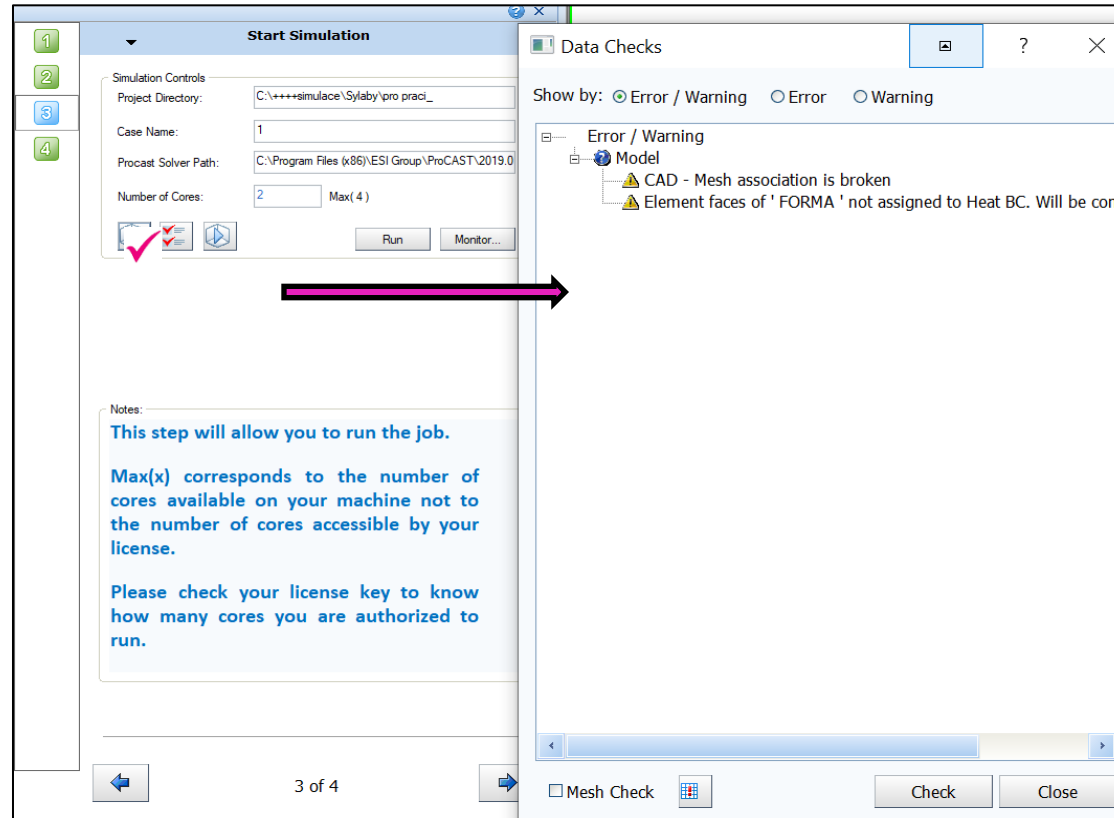 1
2
3
4
Start Simulation
Simulation Controls
Project Directory:
C:\++++simulace\Sylaby\pro praci_
Case Name:
1
Procast Solver Path:
C:\Program Files (x86)\ESI Group\ProCAST\2019.0
Number of Cores:
2
Max( 4 )
Run
Monitor...
Notes:
This step will allow you to run the job.
Max(x) corresponds to the number of
cores available on your machine not to
the number of cores accessible by your
license.
Please check your license key to know
how many cores you are authorized to
run.
3 of 4
Data Checks
?
Show by:
Error / Warning
Error
Warning
Error / Warning
Model
CAD - Mesh association is broken
Element faces of ' FORMA ' not assigned to Heat BC. Will be cor
Mesh Check
Check
Close